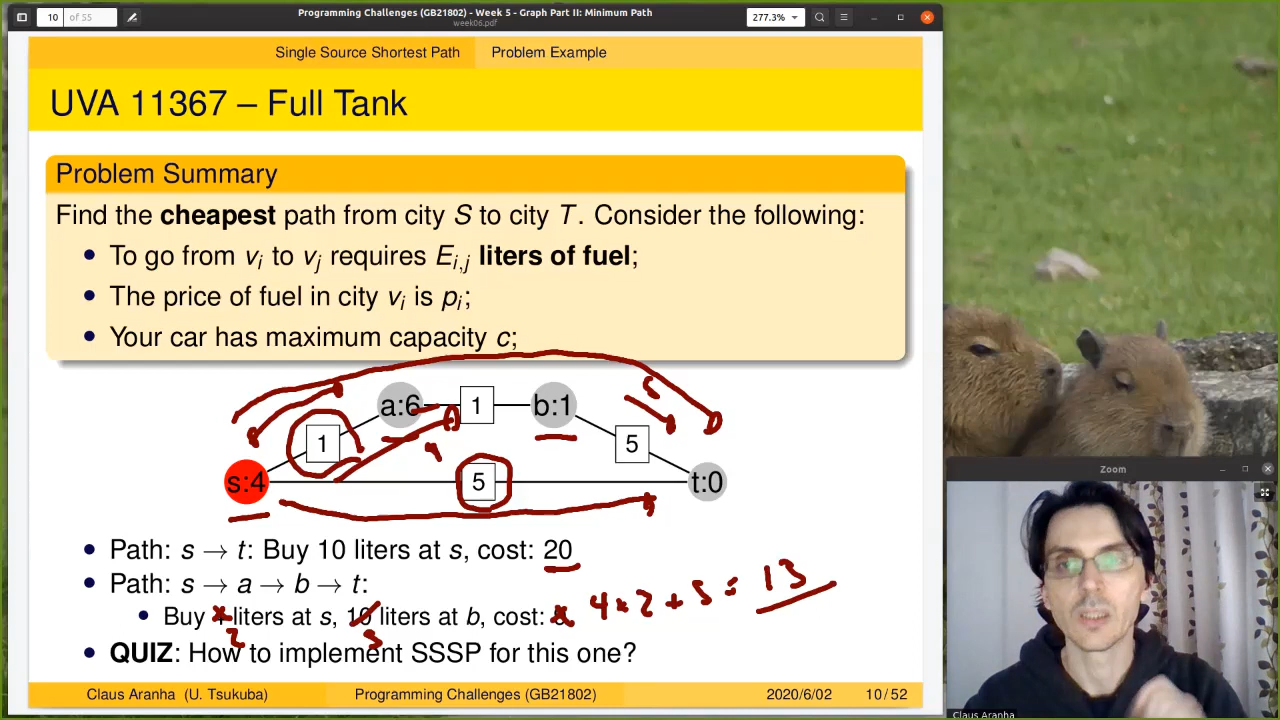 10 of 55
Programming Challenges (GB21802) - Week 5 - Graph Part II: Minimum Path
week06.pdf
277.3%
Single Source Shortest Path Problem Example
UVA 11367 – Full Tank
Problem Summary
Find the cheapest path from city S to city T. Consider the following:
• To go from vi to vj requires Ei,j liters of fuel;
• The price of fuel in city vi is pi;
• Your car has maximum capacity c;
a:6 1 b:1
1 5
s:4 5 t:0
• Path: s → t: Buy 10 liters at s, cost: 20
• Path: s → a → b → t:
• Buy liters at s, 10 liters at b, cost: 4*2+5=13
2 5
• QUIZ: How to implement SSSP for this one?
Claus Aranha (U. Tsukuba) Programming Challenges (GB21802) 2020/6/02 10/52
Zoom
Claus Aranha